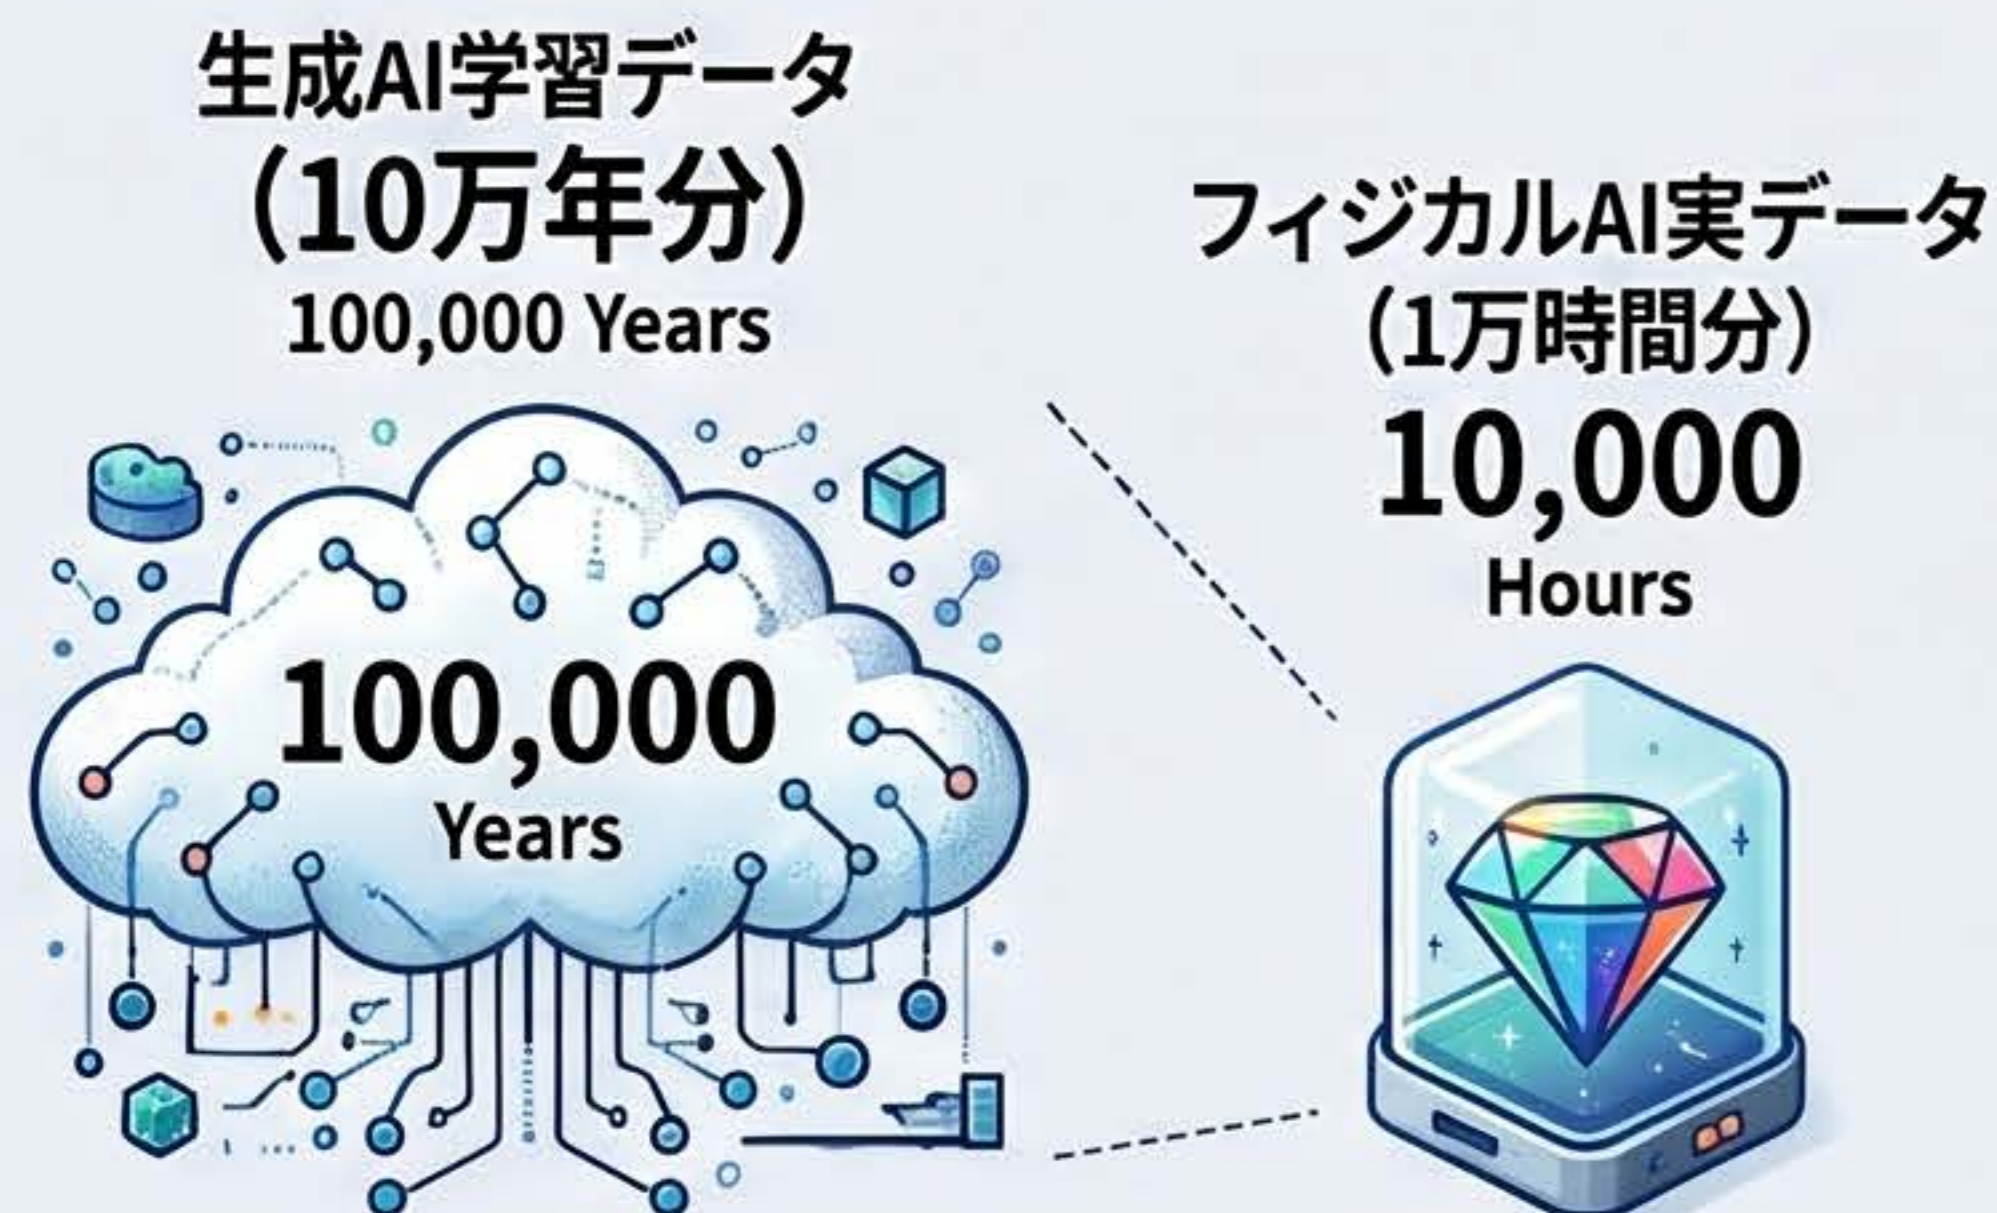 生成AI学習データ
（10万年分）
100,000 Years
100,000
Years
フィジカルAI実データ
（1万時間分）
10,000
Hours